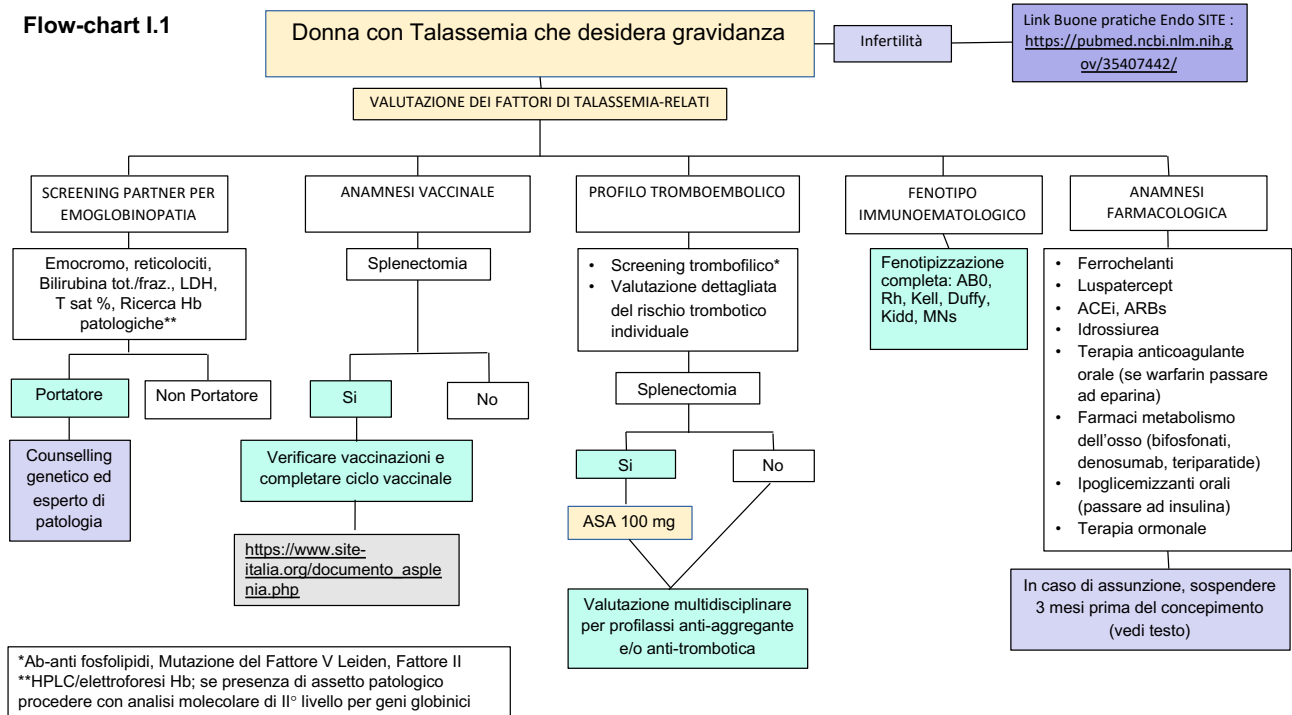 Flow-chart I.1
Donna con Talassemia che desidera gravidanza
Infertilità
Link Buone pratiche Endo SITE :
https://pubmed.ncbi.nlm.nih.g
ov/35407442/
VALUTAZIONE DEI FATTORI DI TALASSEMIA-RELATI
SCREENING PARTNER PER
EMOGLOBINOPATIA
Emocromo, reticolociti,
Bilirubina tot./fraz., LDH,
T sat %, Ricerca Hb
patologiche**
Portatore
Non Portatore
Counselling
genetico ed
esperto di
patologia
ANAMNESI VACCINALE
Splenectomia
Si
No
Verificare vaccinazioni e
completare ciclo vaccinale
https://www.site-
italia.org/documento_asple
nia.php
PROFILO TROMBOEMBOLICO
• Screening trombofilico*
• Valutazione dettagliata
del rischio trombotico
individuale
Splenectomia
Si
No
ASA 100 mg
Valutazione multidisciplinare
per profilassi anti-aggregante
e/o anti-trombotica
FENOTIPO
IMMUNOEMATOLOGICO
Fenotipizzazione
completa: AB0,
Rh, Kell, Duffy,
Kidd, MNs
ANAMNESI
FARMACOLOGICA
• Ferrochelanti
• Luspatercept
• ACEi, ARBs
• Idrossiurea
• Terapia anticoagulante
orale (se warfarin passare
ad eparina)
• Farmaci metabolismo
dell'osso (bifosfonati,
denosumab, teriparatide)
• Ipoglicemizzanti orali
(passare ad insulina)
• Terapia ormonale
In caso di assunzione, sospendere
3 mesi prima del concepimento
(vedi testo)
*Ab-anti fosfolipidi, Mutazione del Fattore V Leiden, Fattore II
**HPLC/elettroforesi Hb; se presenza di assetto patologico
procedere con analisi molecolare di II° livello per geni globinici